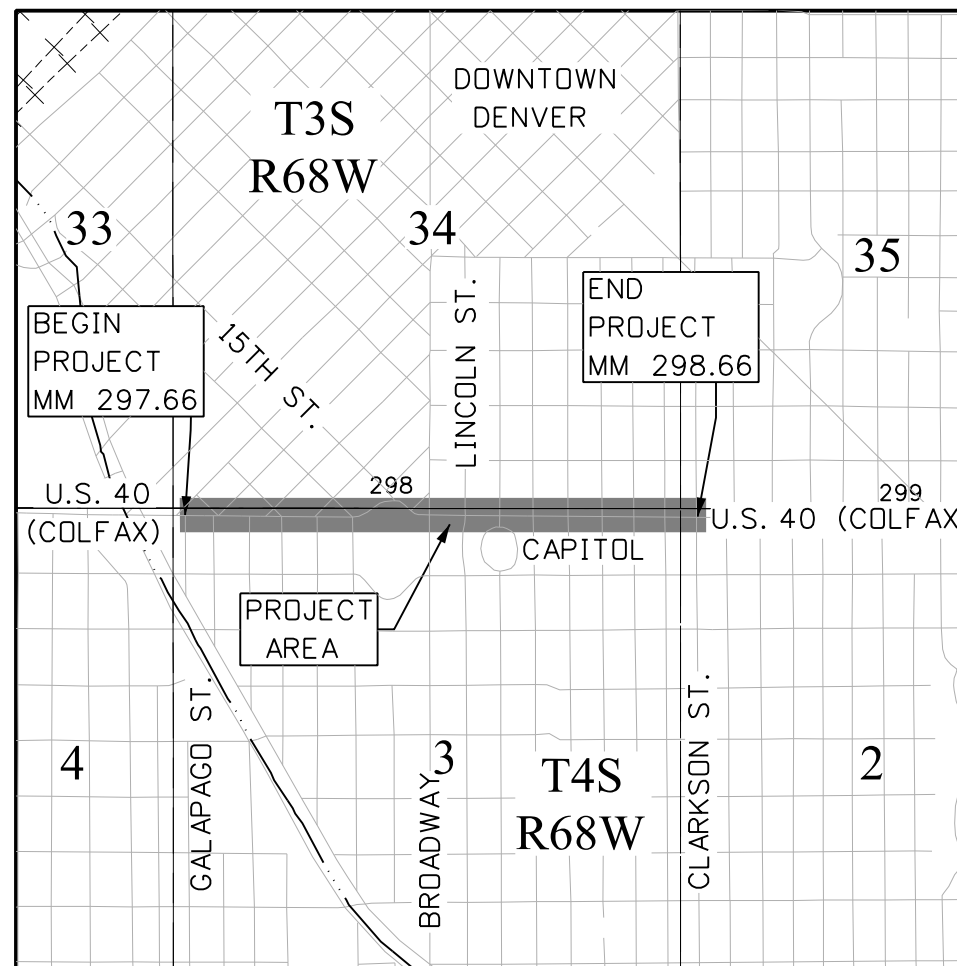 DOWNTOWN
DENVER
T3S
R68W
33
34
35
BEGIN
PROJECT
MM 297.66
15TH ST.
LINCOLN ST.
END
PROJECT
MM 298.66
U.S. 40
(COLFAX)
298
299
U.S. 40 (COLFAX
CAPITOL
PROJECT
AREA
GALAPAGO ST.
BROADWAY
CLARKSON ST.
4
3
T4S
R68W
2